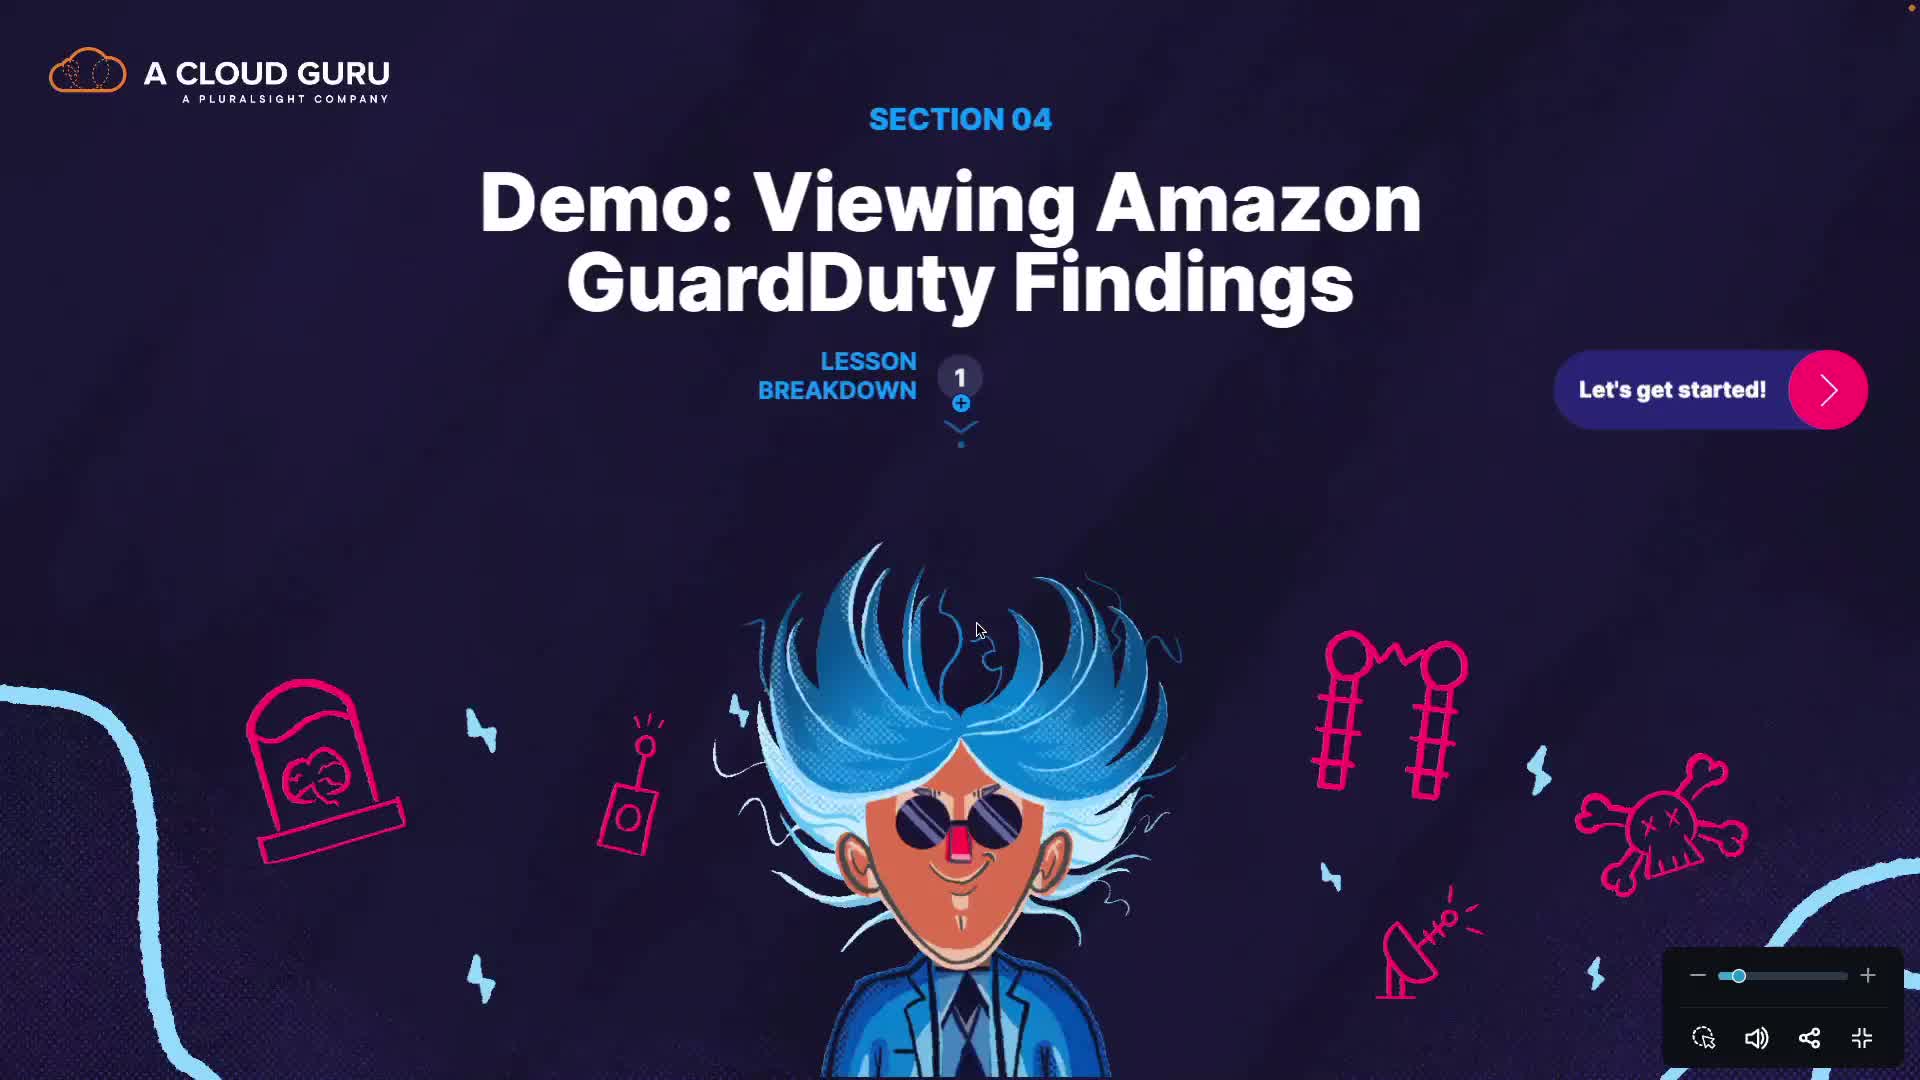 A CLOUD GURU
A PLURALSIGHT COMPANY
SECTION 04
Demo: Viewing Amazon
GuardDuty Findings
LESSON
BREAKDOWN
1
Let's get started!